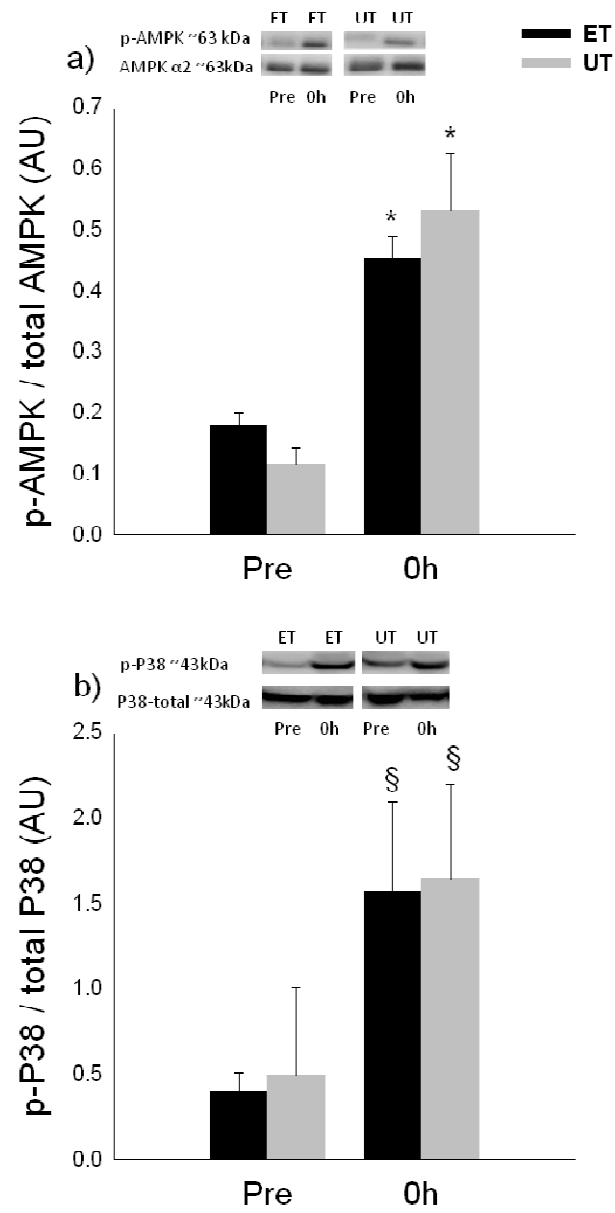 ET ET UT UT
p-AMPK ~63 kDa
AMPK α2 ~63kDa
Pre 0h Pre 0h
ET
UT
a)
p-AMPK / total AMPK (AU)
0.7
0.6
0.5
0.4
0.3
0.2
0.1
0.0
* *
Pre 0h
ET ET UT UT
p-P38 ~43kDa
P38-total ~43kDa
Pre 0h Pre 0h
b)
p-P38 / total P38 (AU)
2.5
2.0
1.5
1.0
0.5
0.0
§ §
Pre 0h